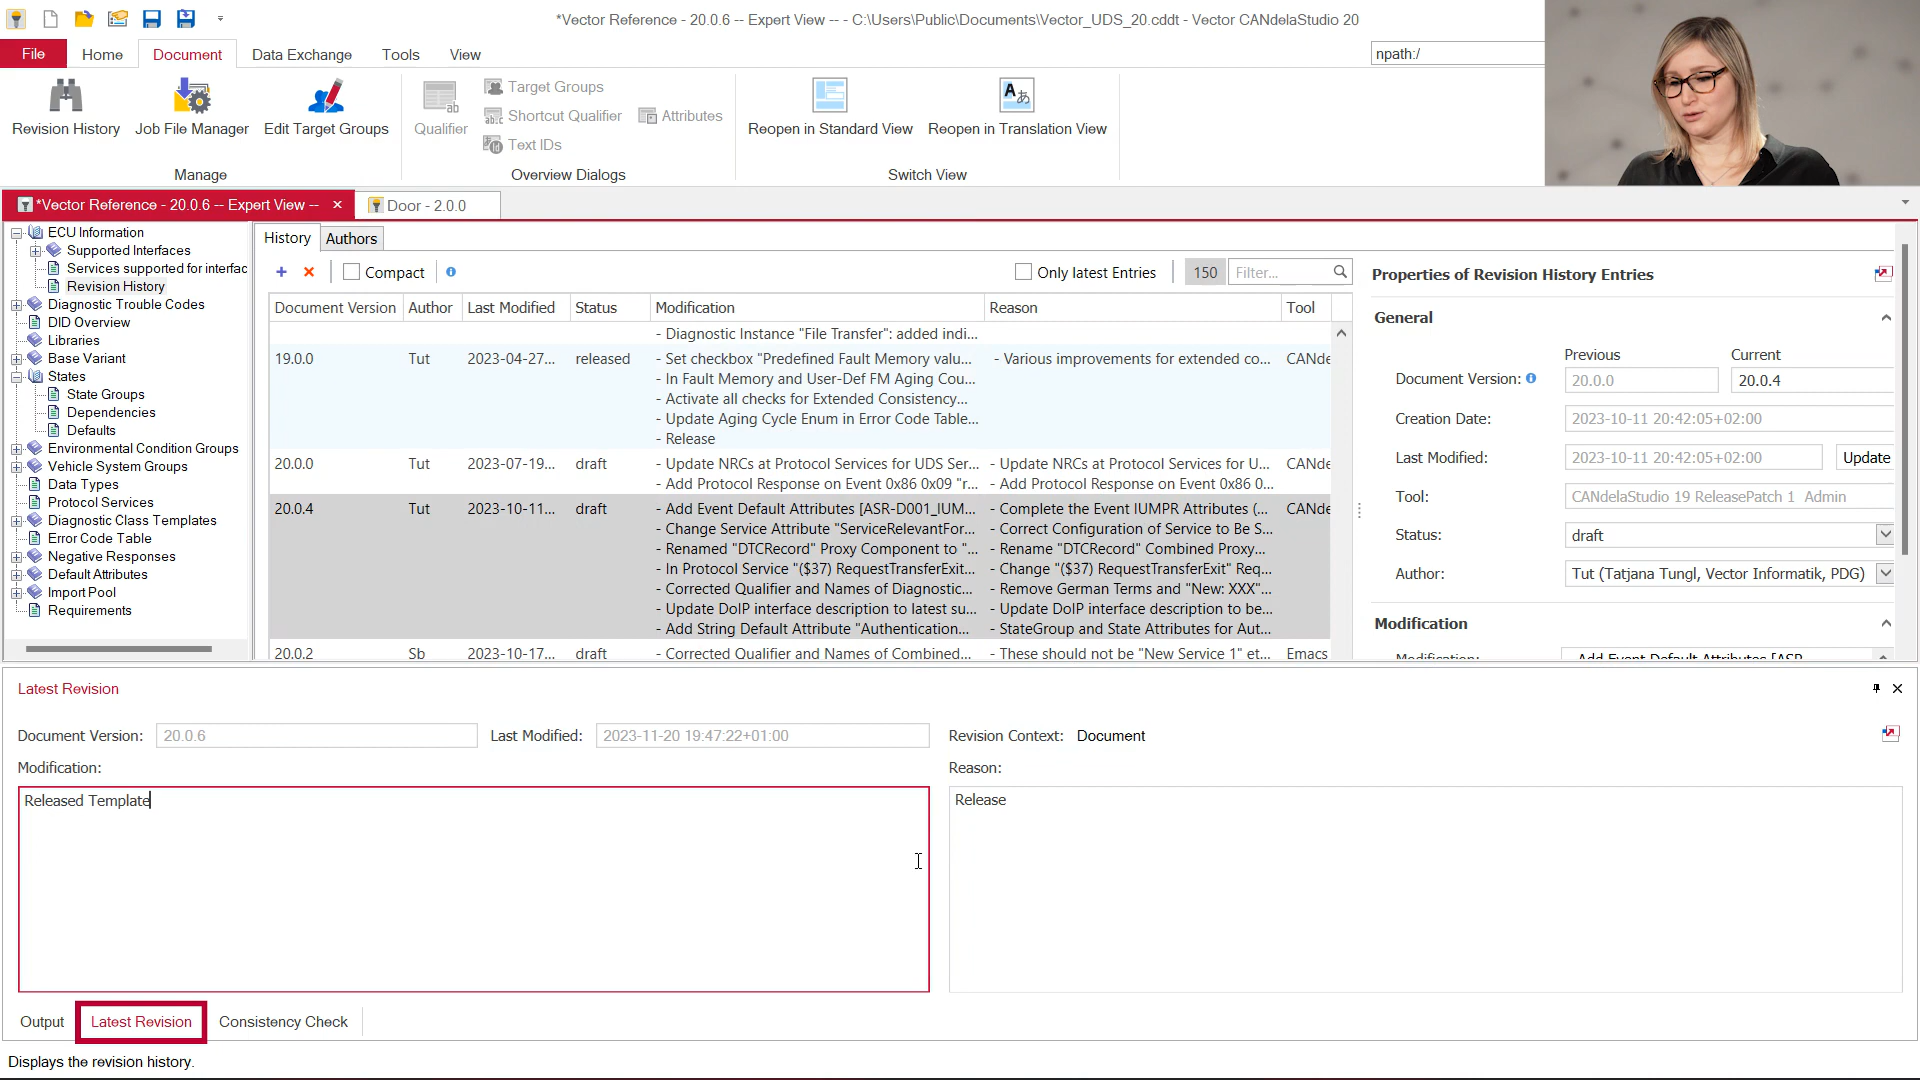 *Vector Reference - 20.0.6 -- Expert View -- - C:\Users\Public\Documents\Vector_UDS_20.cddt - Vector CANdelaStudio 20
File Home Document Data Exchange Tools View
npath:/
Revision History
Job File Manager
Edit Target Groups
Manage
Qualifier
Target Groups
Shortcut Qualifier
Attributes
Text IDs
Overview Dialogs
Reopen in Standard View
Reopen in Translation View
Switch View
*Vector Reference - 20.0.6 -- Expert View --
Door - 2.0.0
ECU Information
Supported Interfaces
Services supported for interfac
Revision History
Diagnostic Trouble Codes
DID Overview
Libraries
Base Variant
States
State Groups
Dependencies
Defaults
Environmental Condition Groups
Vehicle System Groups
Data Types
Protocol Services
Diagnostic Class Templates
Error Code Table
Negative Responses
Default Attributes
Import Pool
Requirements
History Authors
Compact
Only latest Entries
150
Filter...
Document Version Author Last Modified Status Modification Reason Tool
- Diagnostic Instance "File Transfer": added indi...
19.0.0 Tut 2023-04-27... released - Set checkbox "Predefined Fault Memory valu... - Various improvements for extended co... CANde
- In Fault Memory and User-Def FM Aging Cou...
- Activate all checks for Extended Consistency...
- Update Aging Cycle Enum in Error Code Table...
- Release
20.0.0 Tut 2023-07-19... draft - Update NRCs at Protocol Services for UDS Ser... - Update NRCs at Protocol Services for U... CANde
- Add Protocol Response on Event 0x86 0x09 "r... - Add Protocol Response on Event 0x86 0...
20.0.4 Tut 2023-10-11... draft - Add Event Default Attributes [ASR-D001_IUM... - Complete the Event IUMPR Attributes (... CANde
- Change Service Attribute "ServiceRelevantFor... - Correct Configuration of Service to Be S...
- Renamed "DTCRecord" Proxy Component to "... - Rename "DTCRecord" Combined Proxy...
- In Protocol Service "($37) RequestTransferExit... - Change "($37) RequestTransferExit" Req...
- Corrected Qualifier and Names of Diagnostic... - Remove German Terms and "New: XXX"...
- Update DoIP interface description to latest su... - Update DoIP interface description to be...
- Add String Default Attribute "Authentication... - StateGroup and State Attributes for Aut...
20.0.2 Sb 2023-10-17... draft - Corrected Qualifier and Names of Combined... - These should not be "New Service 1" et... Emacs
Properties of Revision History Entries
General
Previous Current
Document Version: 20.0.0 20.0.4
Creation Date: 2023-10-11 20:42:05+02:00
Last Modified: 2023-10-11 20:42:05+02:00 Update
Tool: CANdelaStudio 19 ReleasePatch 1 Admin
Status: draft
Author: Tut (Tatjana Tungl, Vector Informatik, PDG)
Modification
Modification: Add Event Default Attributes [ASR
Latest Revision
Document Version: 20.0.6 Last Modified: 2023-11-20 19:47:22+01:00 Revision Context: Document
Modification: Reason:
Released Template Release
Output Latest Revision Consistency Check
Displays the revision history.